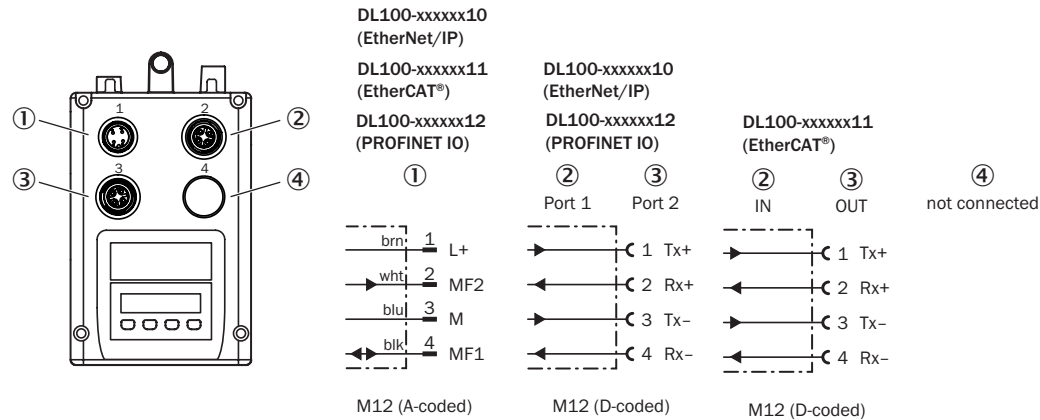 DL100-xxxxxx10
(EtherNet/IP)
DL100-xxxxxx11
(EtherCAT®)
DL100-xxxxxx12
(PROFINET IO)
①
DL100-xxxxxx10
(EtherNet/IP)
DL100-xxxxxx12
(PROFINET IO)
② ③
Port 1 Port 2
DL100-xxxxxx11
(EtherCAT®)
② ③
IN OUT
④
not connected
① 1 2 ②
③ 3 4 ④
brn 1 L+
wht 2 MF2
blu 3 M
blk 4 MF1
M12 (A-coded)
1 Tx+
2 Rx+
3 Tx–
4 Rx–
M12 (D-coded)
1 Tx+
2 Rx+
3 Tx–
4 Rx–
M12 (D-coded)